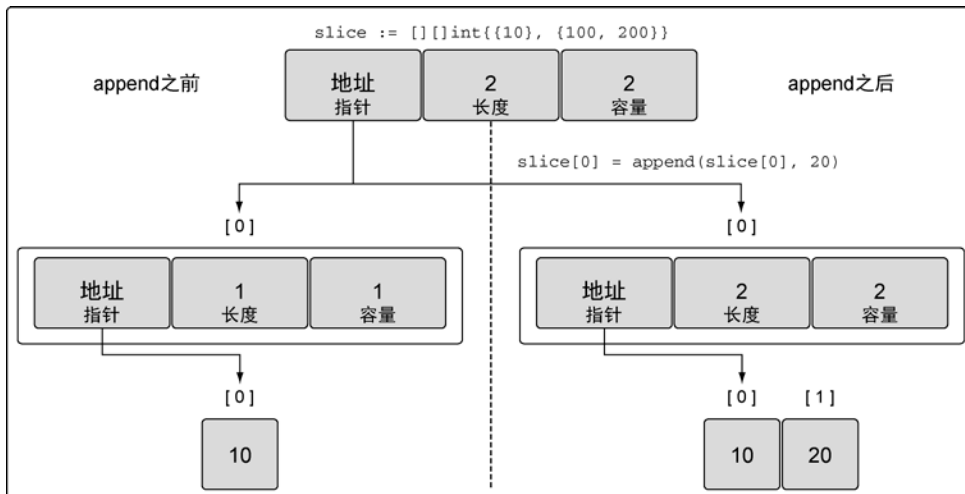 slice := [][]int{{10}, {100, 200}}
append之前
地址 2 2
指针 长度 容量
append之后
slice[0] = append(slice[0], 20)
[0] [0]
地址 1 1 地址 2 2
指针 长度 容量 指针 长度 容量
[0] [0] [1]
10 10 20